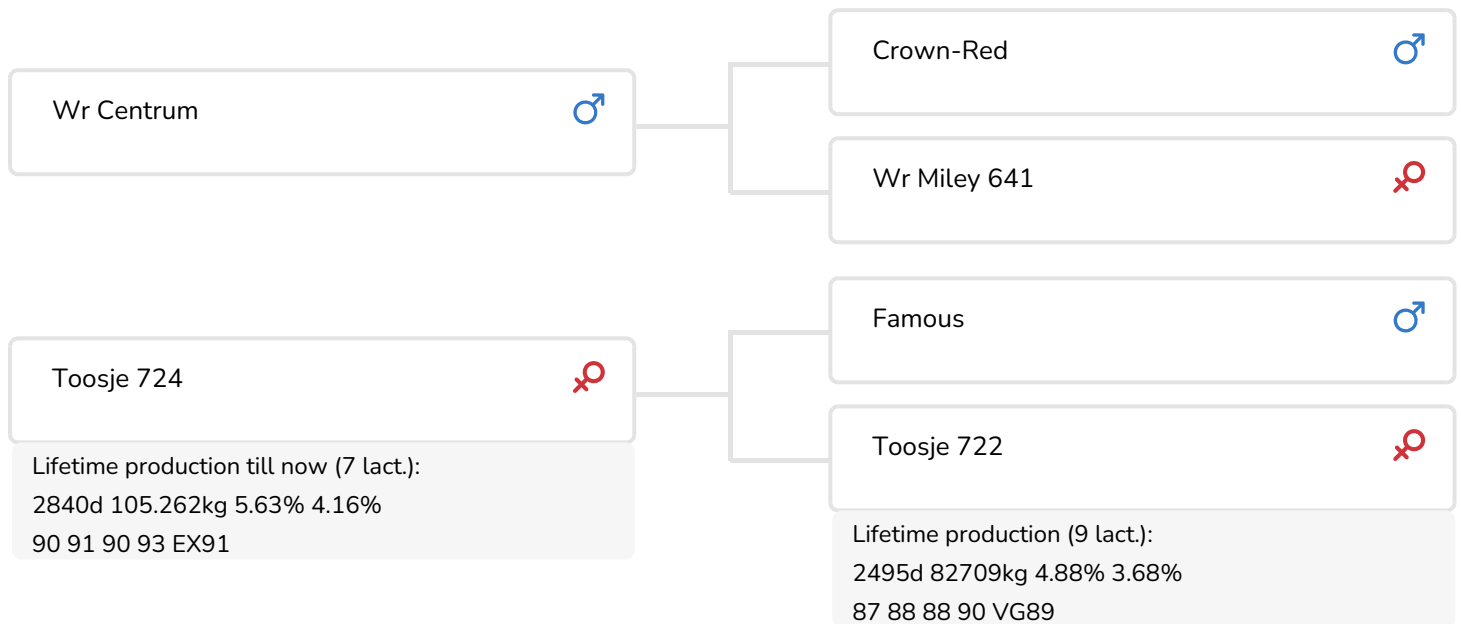 Wr Centrum
Crown-Red
Wr Miley 641
Toosje 724
Lifetime production till now (7 lact.):
2840d 105.262kg 5.63% 4.16%
90 91 90 93 EX91
Famous
Toosje 722
Lifetime production (9 lact.):
2495d 82709kg 4.88% 3.68%
87 88 88 90 VG89